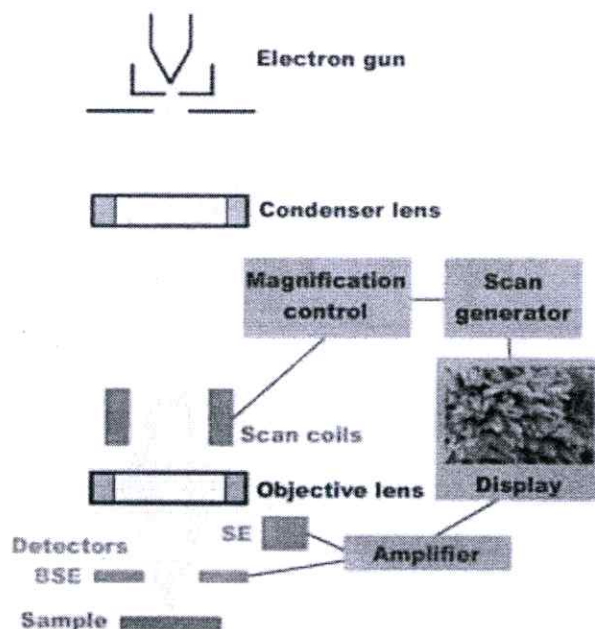 Electron gun
Condenser lens
Magnification
control
Scan
generator
Scan coils
Objective lens
Display
SE
Detectors
Amplifier
BSE
Sample